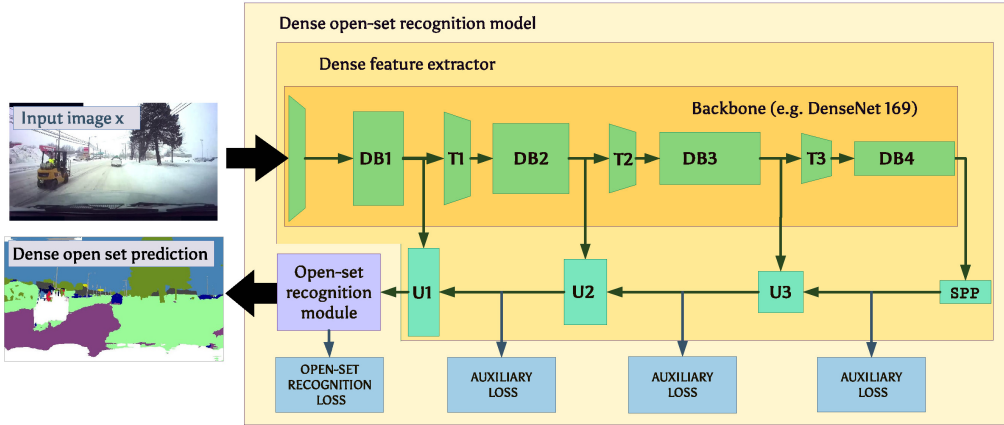 Dense open-set recognition model
Dense feature extractor
Backbone (e.g. DenseNet 169)
Input image x
DB1
T1
DB2
T2
DB3
T3
DB4
Dense open set prediction
Open-set
recognition
module
U1
U2
U3
SPP
OPEN-SET
RECOGNITION
LOSS
AUXILIARY
LOSS
AUXILIARY
LOSS
AUXILIARY
LOSS